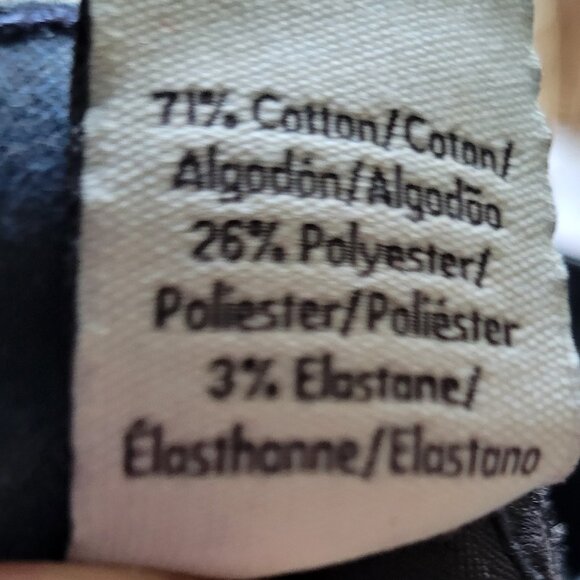 71% Cotton/Coton/
Algodón/Algodão
26% Polyester/
Poliester/Poliéster
3% Elastane/
Élasthanne/Elastano